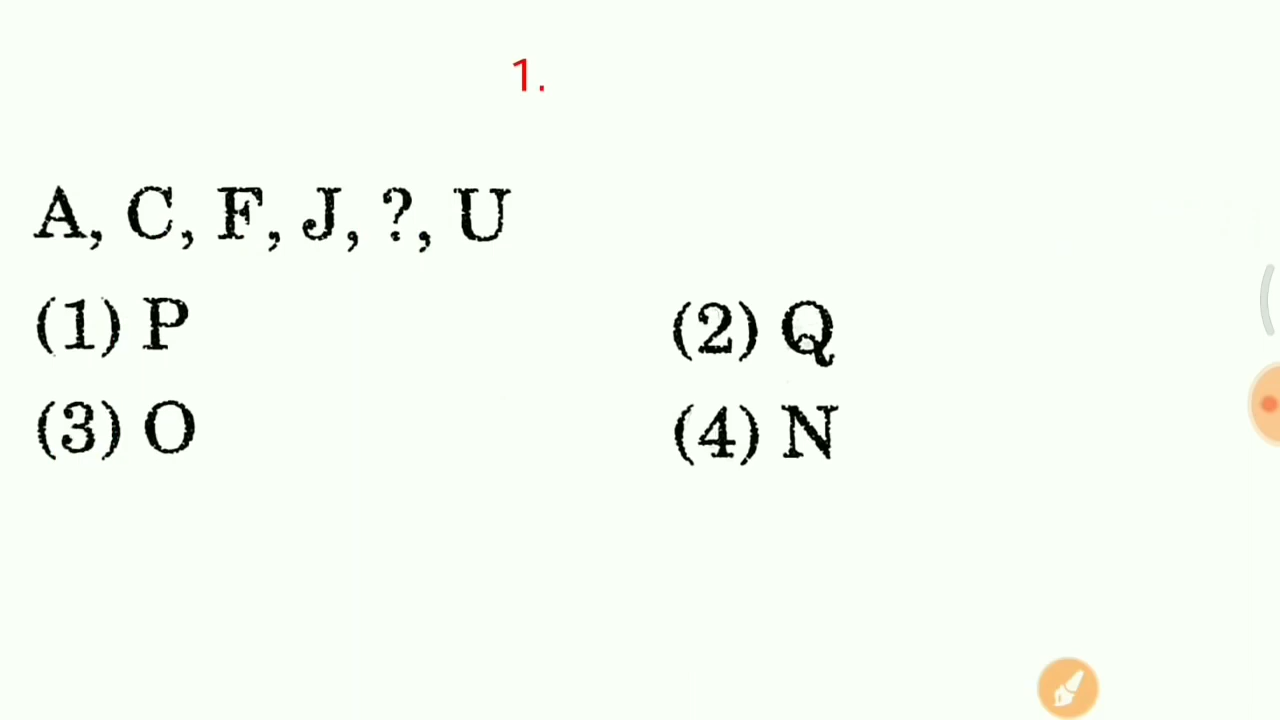 1.
A, C, F, J, ?, U
(1) P (2) Q
(3) O (4) N